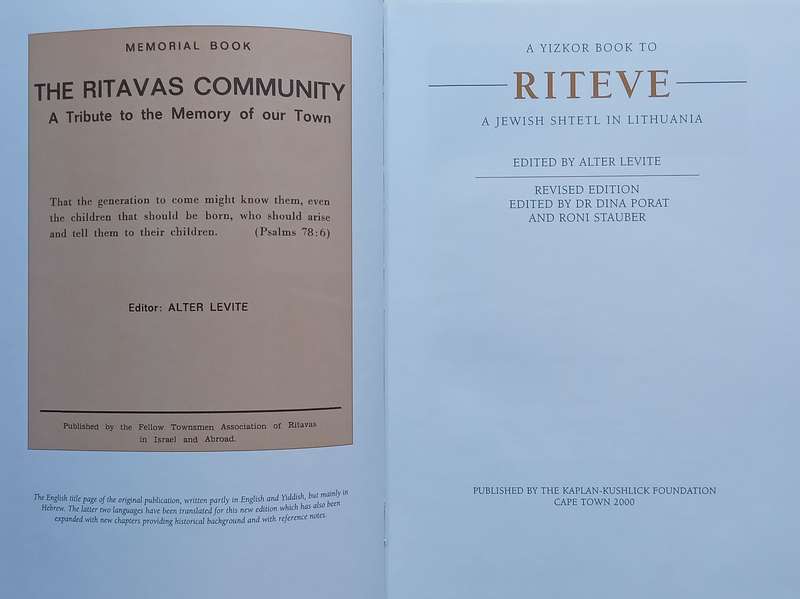 MEMORIAL BOOK
THE RITAVAS COMMUNITY
A Tribute to the Memory of our Town
That the generation to come might know them, even
the children that should be born, who should arise
and tell them to their children. (Psalms 78:6)
Editor: ALTER LEVITE
Published by the Fellow Townsmen Association of Ritavas
in Israel and Abroad.
The English title page of the original publication, written partly in English and Yiddish, but mainly in
Hebrew. The latter two languages have been translated for this new edition which has also been
expanded with new chapters providing historical background and with reference notes.
A YIZKOR BOOK TO
RITEVE
A JEWISH SHTETL IN LITHUANIA
EDITED BY ALTER LEVITE
REVISED EDITION
EDITED BY DR DINA PORAT
AND RONI STAUBER
PUBLISHED BY THE KAPLAN-KUSHLICK FOUNDATION
CAPE TOWN 2000